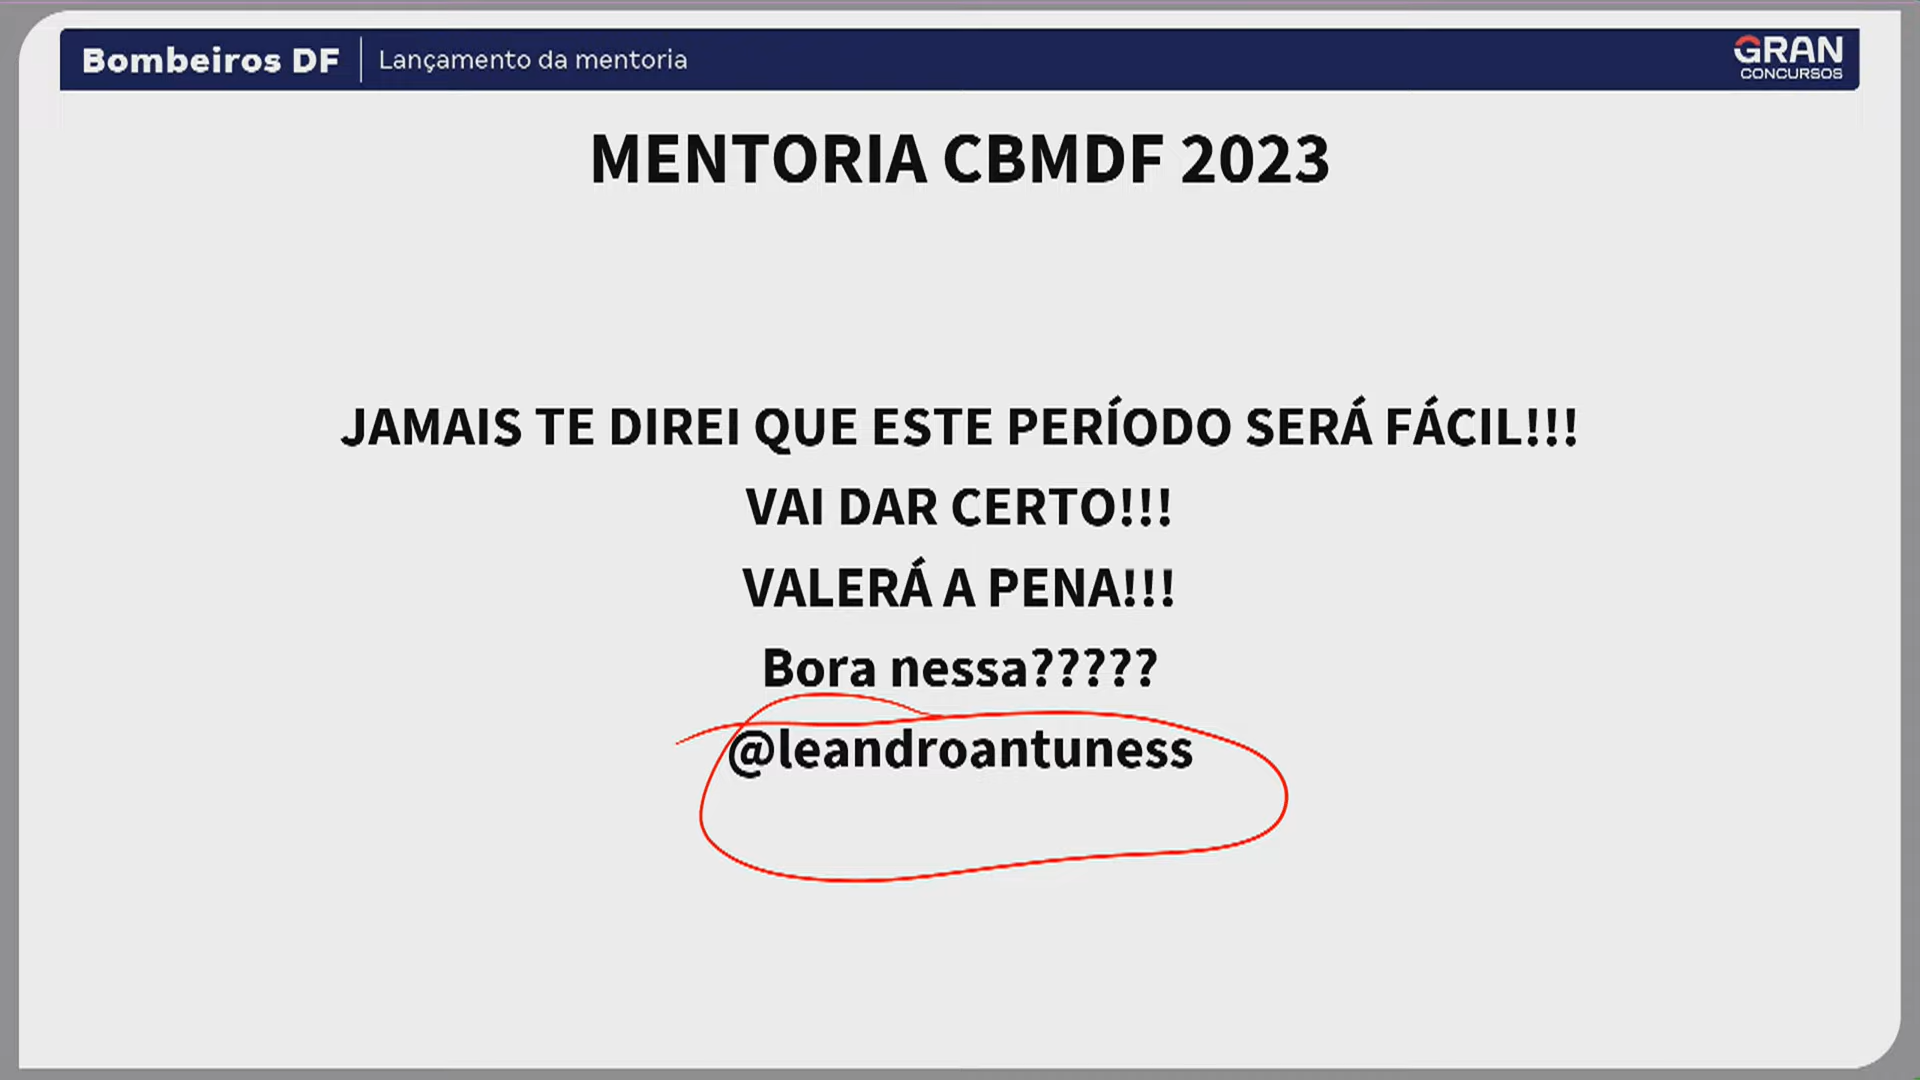 Bombeiros DF | Lançamento da mentoria
GRAN
CONCURSOS
MENTORIA CBMDF 2023
JAMAIS TE DIREI QUE ESTE PERÍODO SERÁ FÁCIL!!!
VAI DAR CERTO!!!
VALERÁ A PENA!!!
Bora nessa?????
@leandroantuness